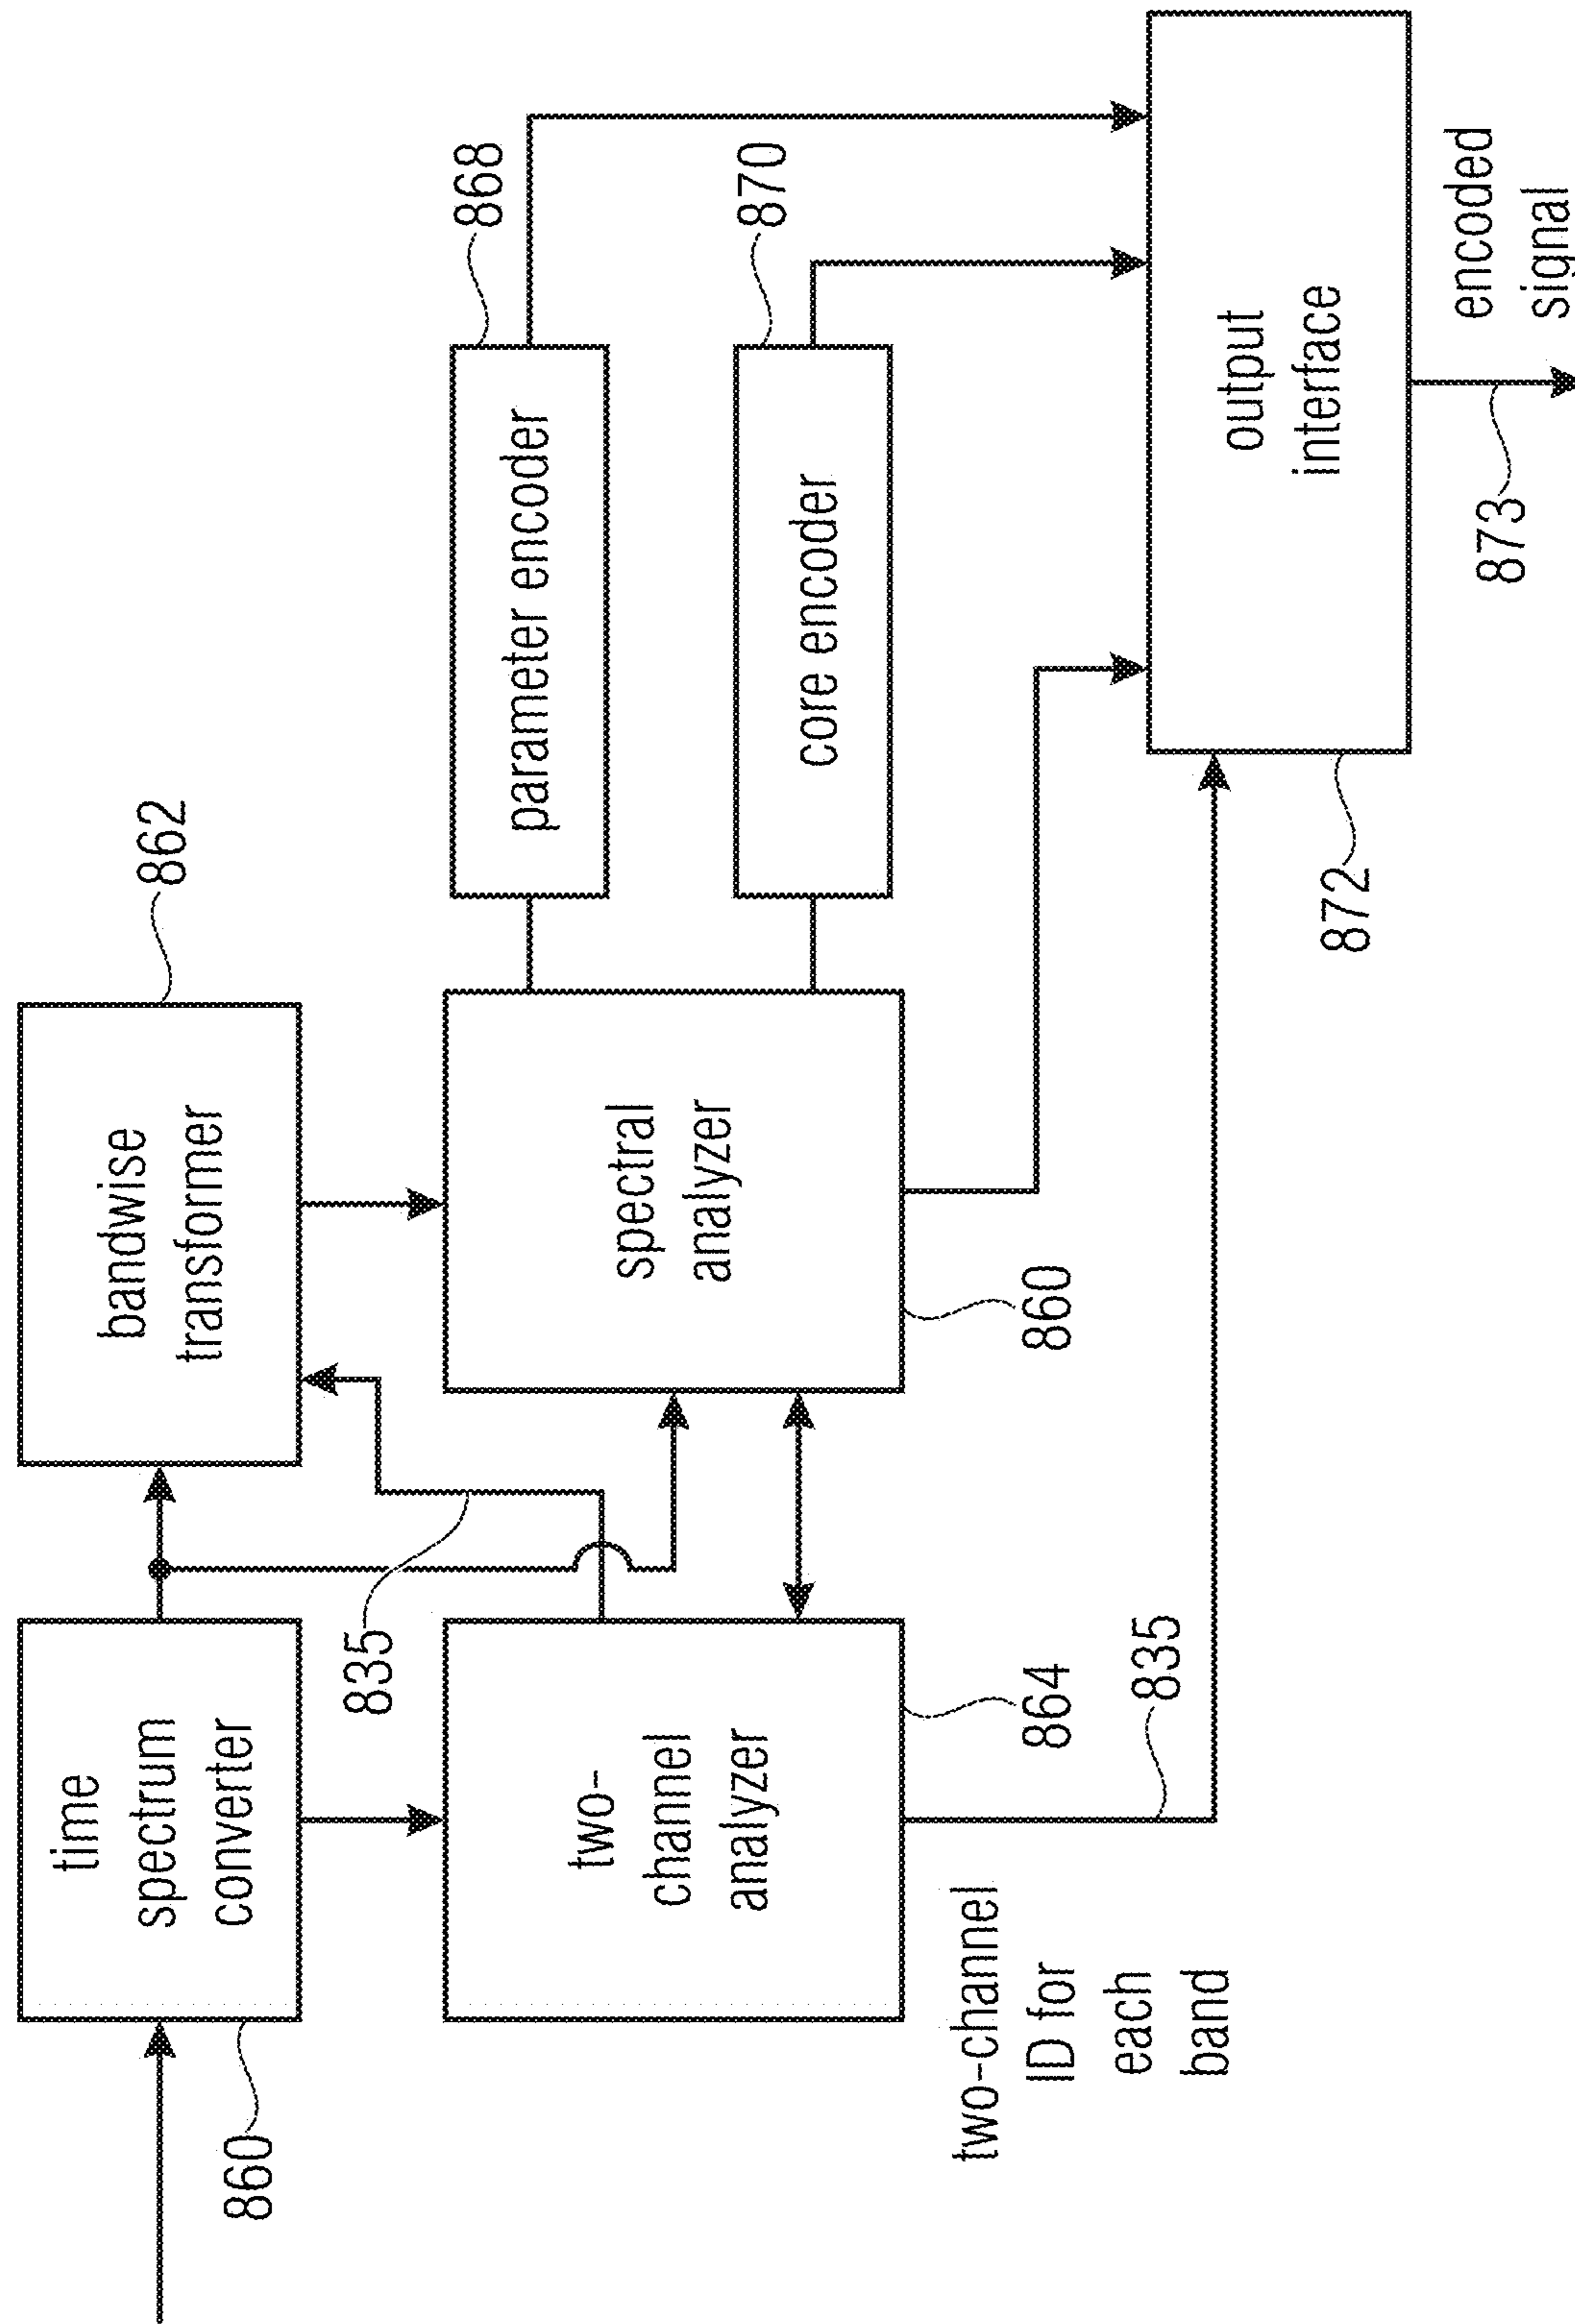 time
spectrum
converter
860
bandwise
transformer
862
835
two-
channel
analyzer
864
spectral
analyzer
860
parameter encoder
868
core encoder
870
two-channel
ID for
each
band
835
output
interface
872
873
encoded
signal